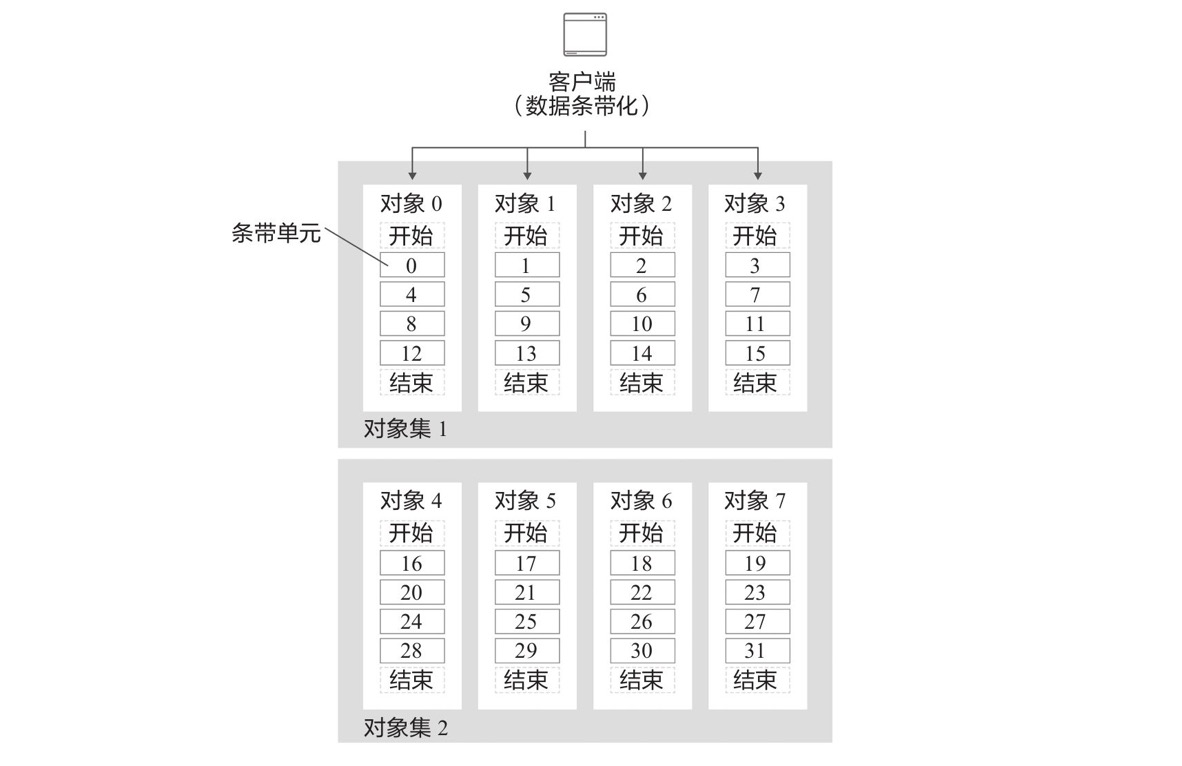 客户端
（数据条带化）
对象 0 对象 1 对象 2 对象 3
条带单元
开始 开始 开始 开始
0 1 2 3
4 5 6 7
8 9 10 11
12 13 14 15
结束 结束 结束 结束
对象集 1
对象 4 对象 5 对象 6 对象 7
开始 开始 开始 开始
16 17 18 19
20 21 22 23
24 25 26 27
28 29 30 31
结束 结束 结束 结束
对象集 2